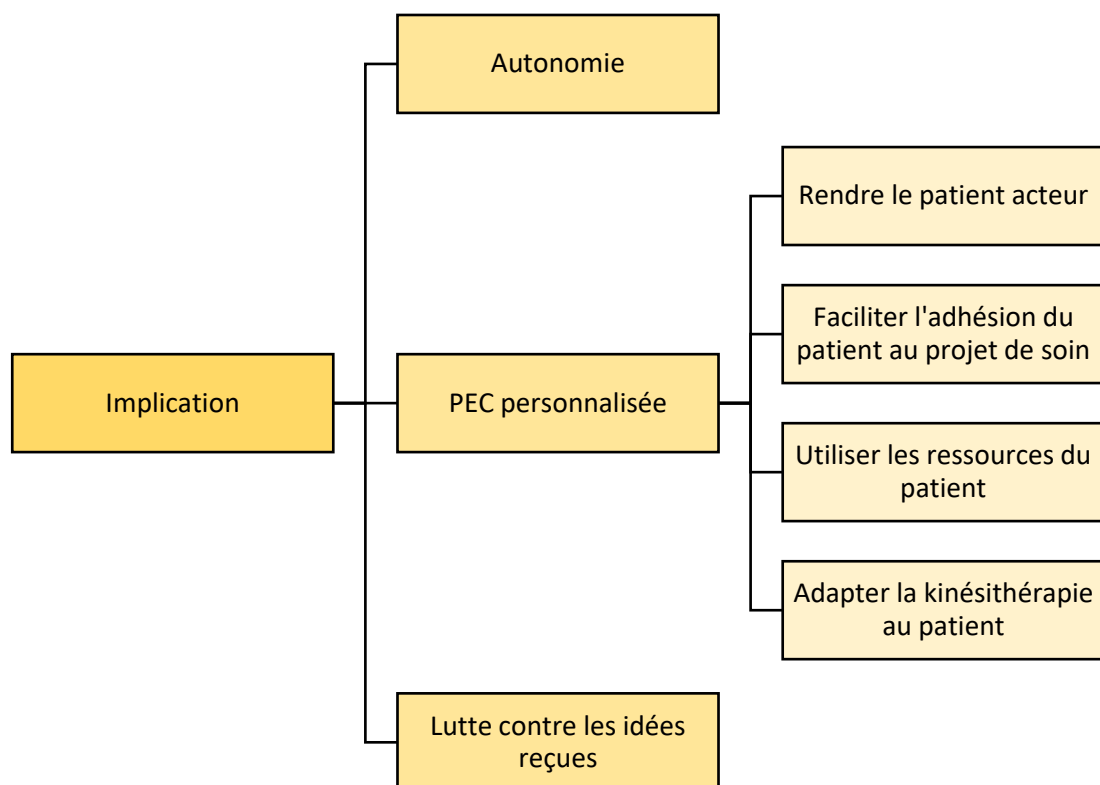 Autonomie
Rendre le patient acteur
Faciliter l'adhésion du
patient au projet de soin
Implication
PEC personnalisée
Utiliser les ressources du
patient
Adapter la kinésithérapie
au patient
Lutte contre les idées
reçues